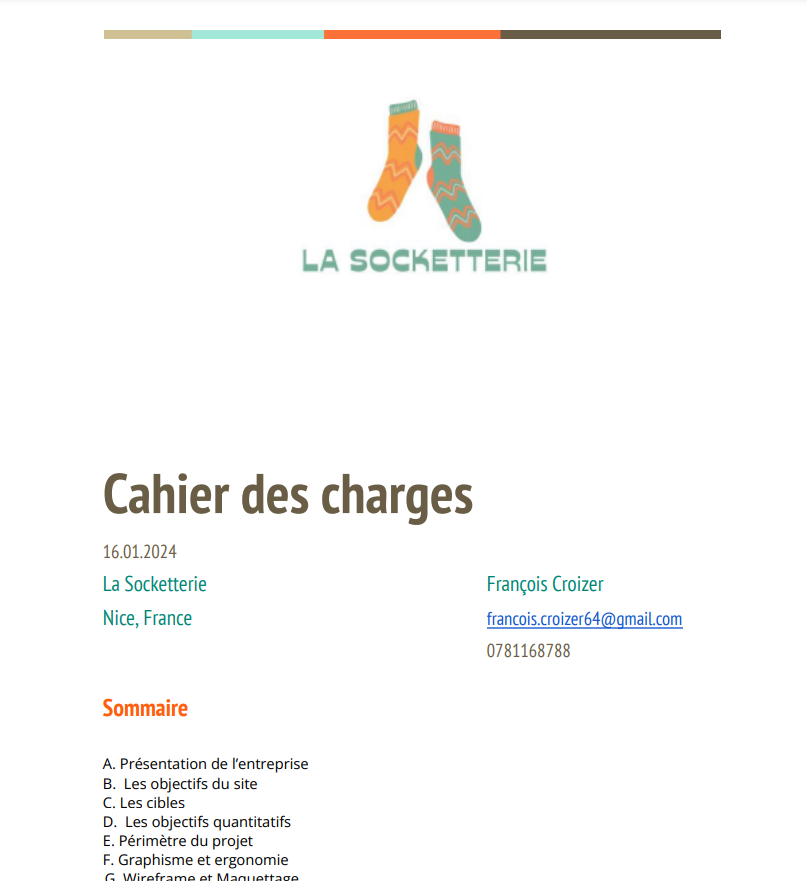 LA SOCKETTERIE
Cahier des charges
16.01.2024
La Socketterie
François Croizer
Nice, France
francois.croizer64@gmail.com
0781168788
Sommaire
A. Présentation de l'entreprise
B. Les objectifs du site
C. Les cibles
D. Les objectifs quantitatifs
E. Périmètre du projet
F. Graphisme et ergonomie
G. Wireframe et Maquettage